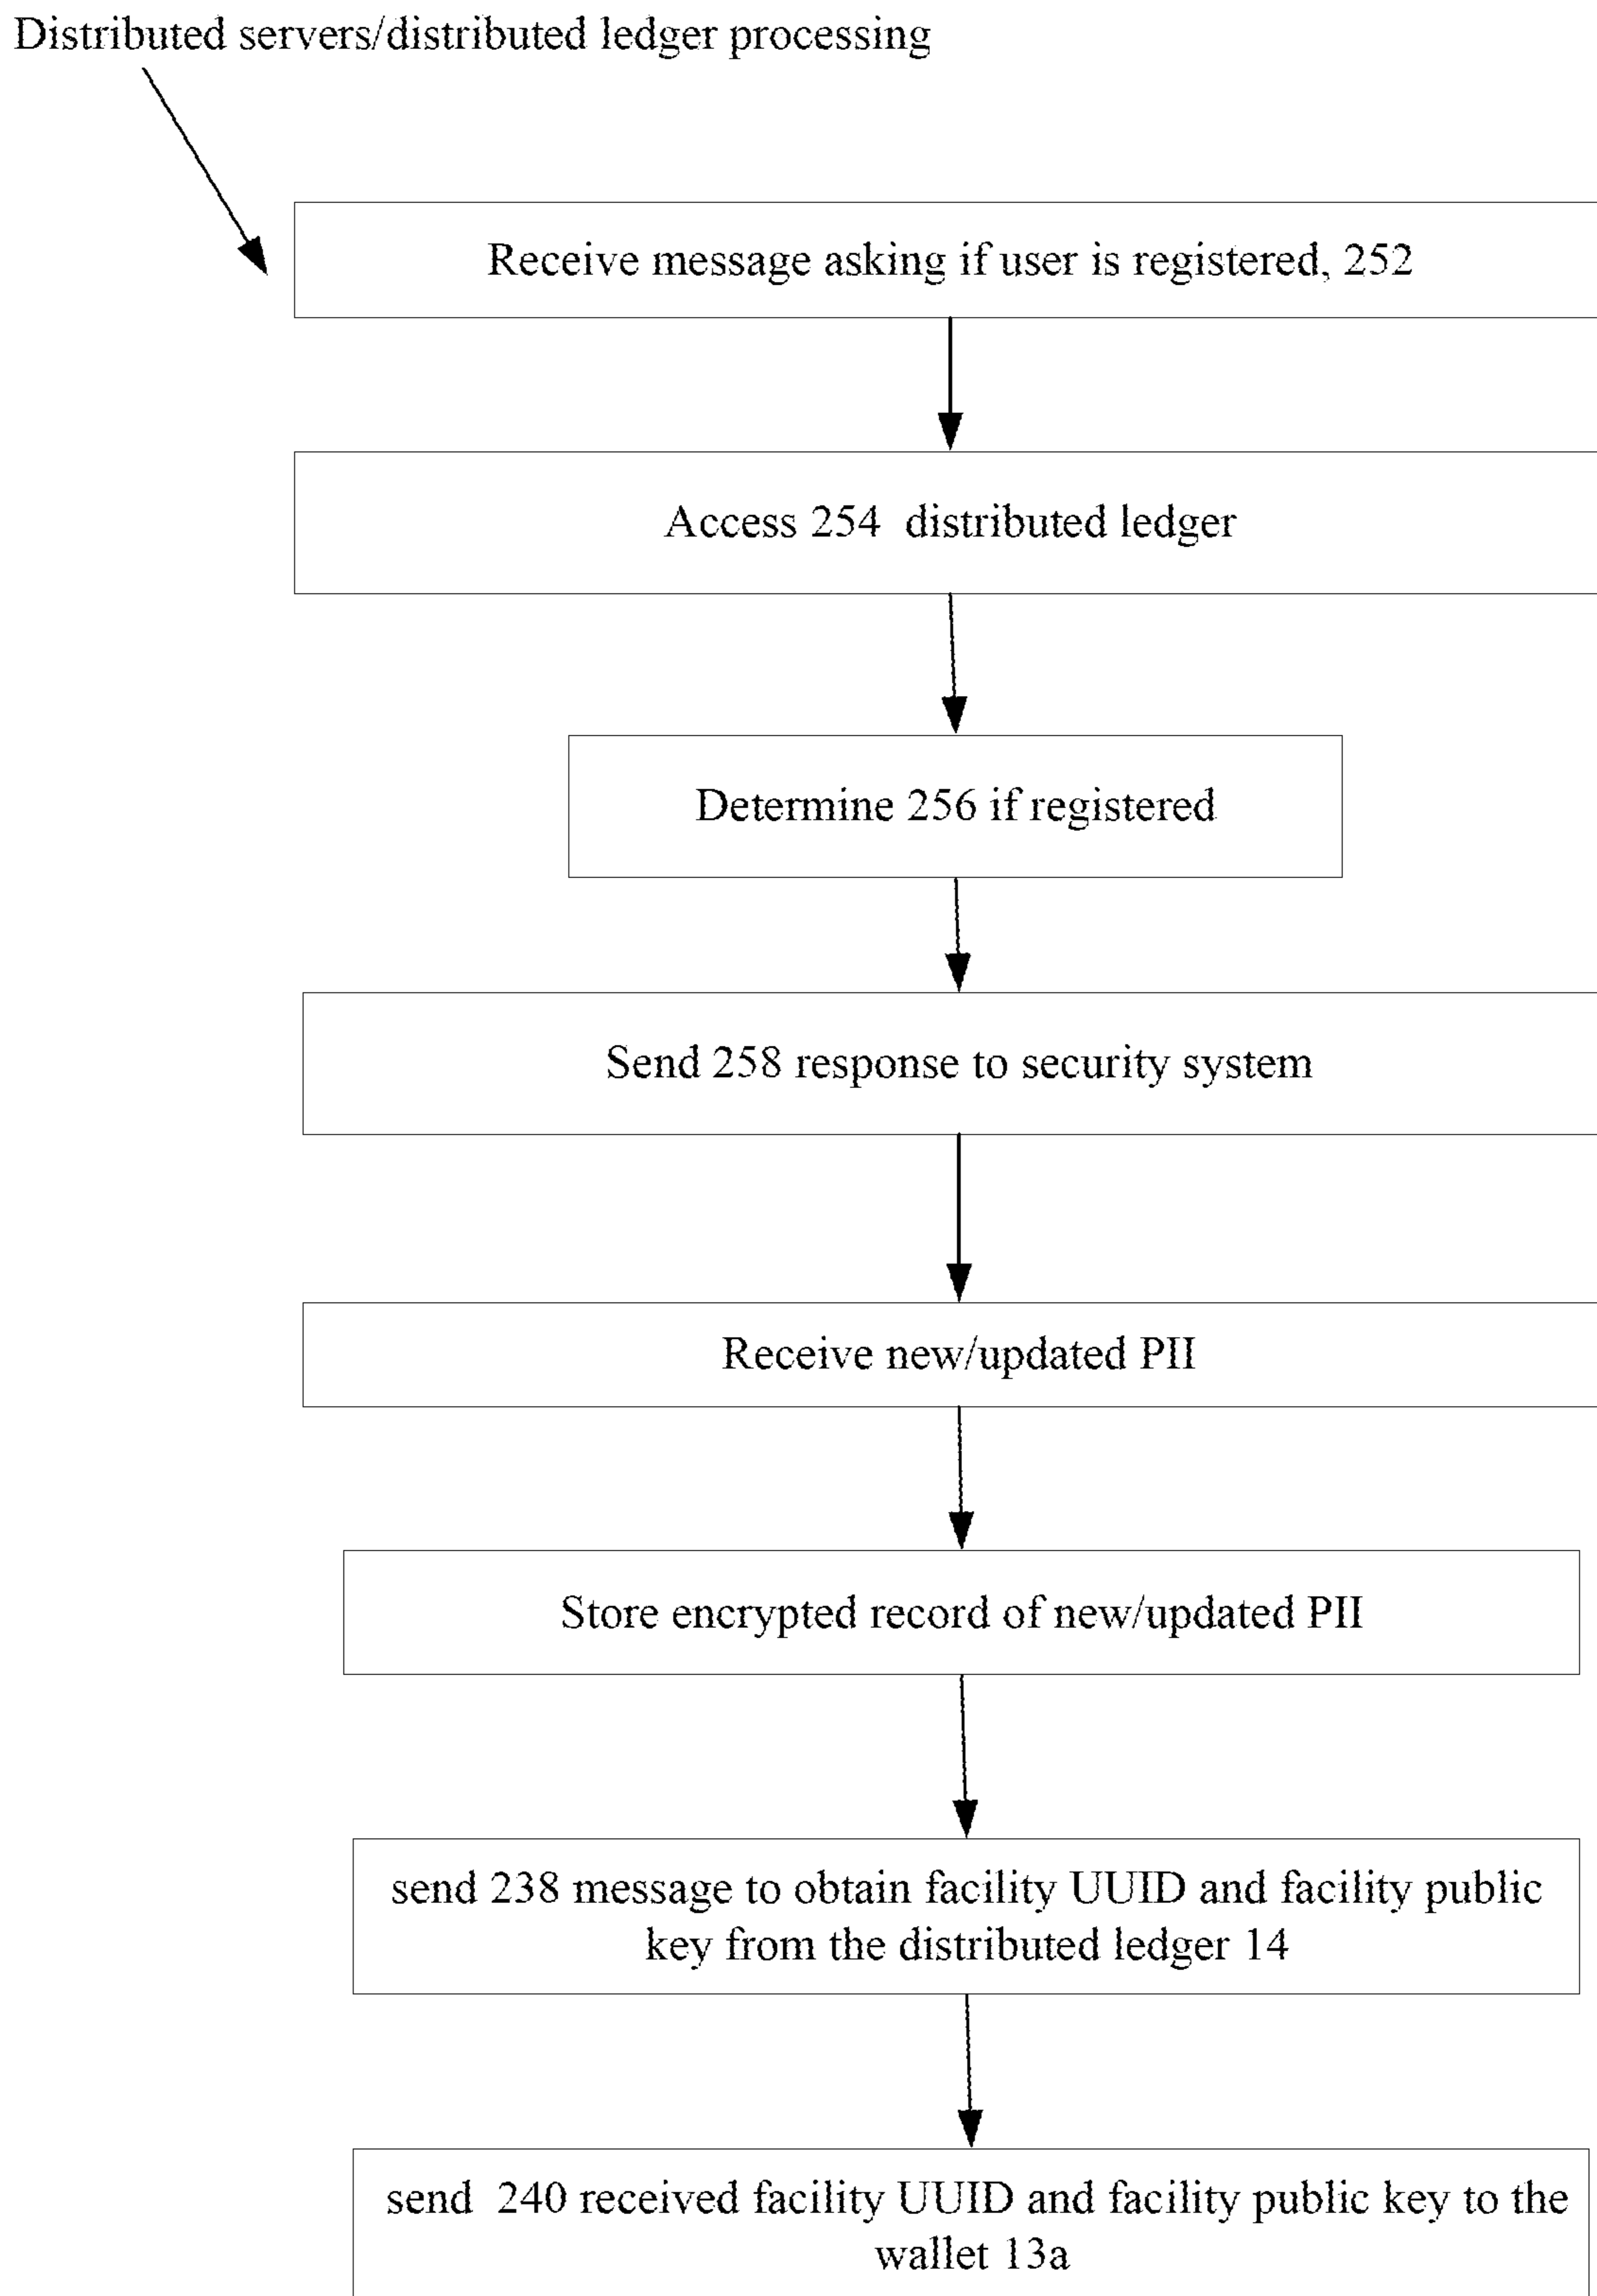 Distributed servers/distributed ledger processing
Receive message asking if user is registered, 252
Access 254 distributed ledger
Determine 256 if registered
Send 258 response to security system
Receive new/updated PII
Store encrypted record of new/updated PII
send 238 message to obtain facility UUID and facility public
key from the distributed ledger 14
send 240 received facility UUID and facility public key to the
wallet 13a